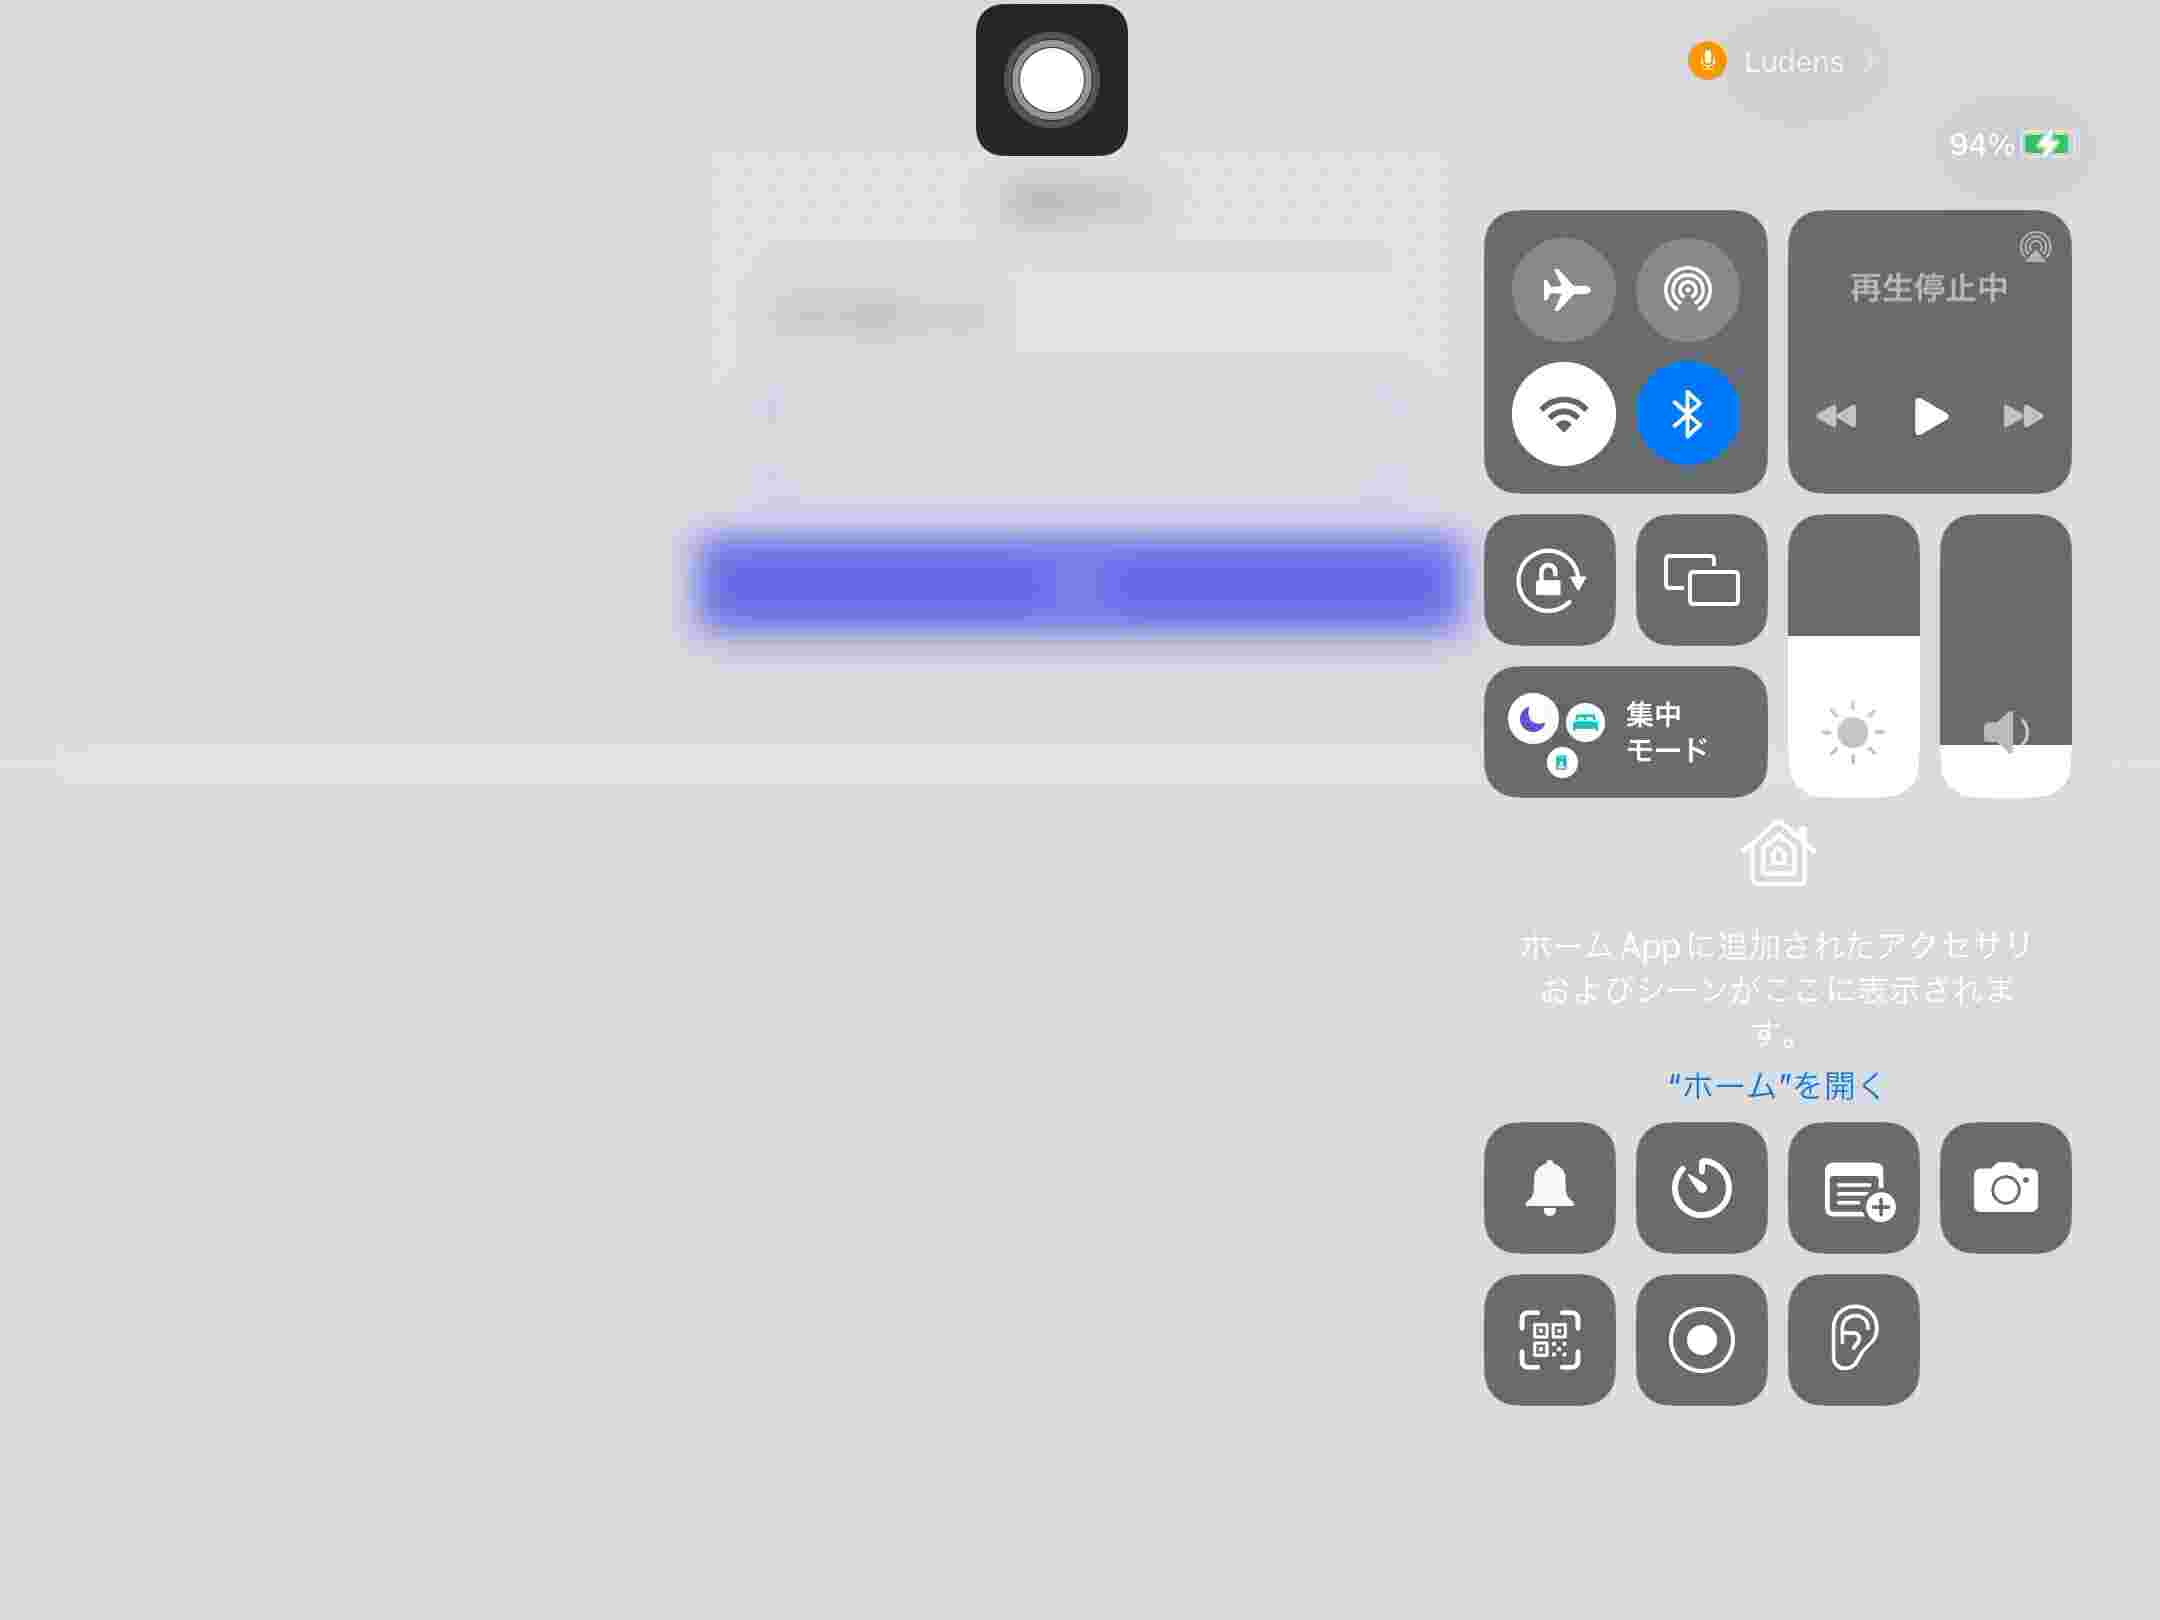 Ludens
94%
再生停止中
集中
モード
ホームAppに追加されたアクセサリ
およびシーンがここに表示されま
す。
“ホーム”を開く